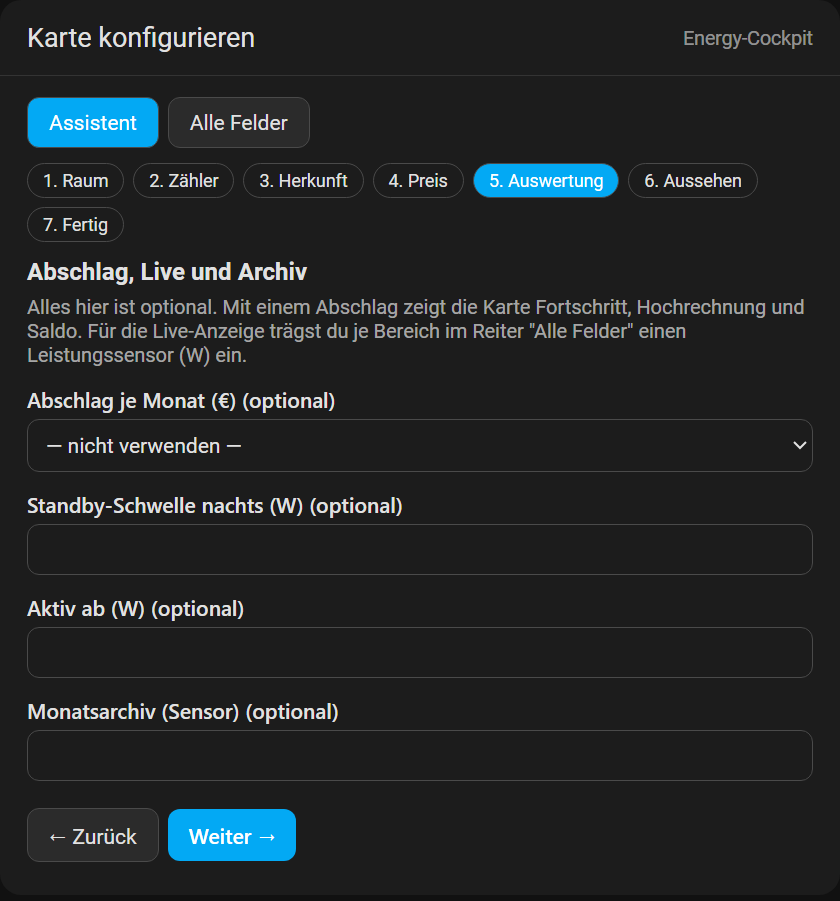 Karte konfigurieren
Energy-Cockpit
Assistent
Alle Felder
1. Raum
2. Zähler
3. Herkunft
4. Preis
5. Auswertung
6. Aussehen
7. Fertig
Abschlag, Live und Archiv
Alles hier ist optional. Mit einem Abschlag zeigt die Karte Fortschritt, Hochrechnung und
Saldo. Für die Live-Anzeige trägst du je Bereich im Reiter "Alle Felder" einen
Leistungssensor (W) ein.
Abschlag je Monat (€) (optional)
— nicht verwenden —
Standby-Schwelle nachts (W) (optional)
Aktiv ab (W) (optional)
Monatsarchiv (Sensor) (optional)
← Zurück
Weiter →